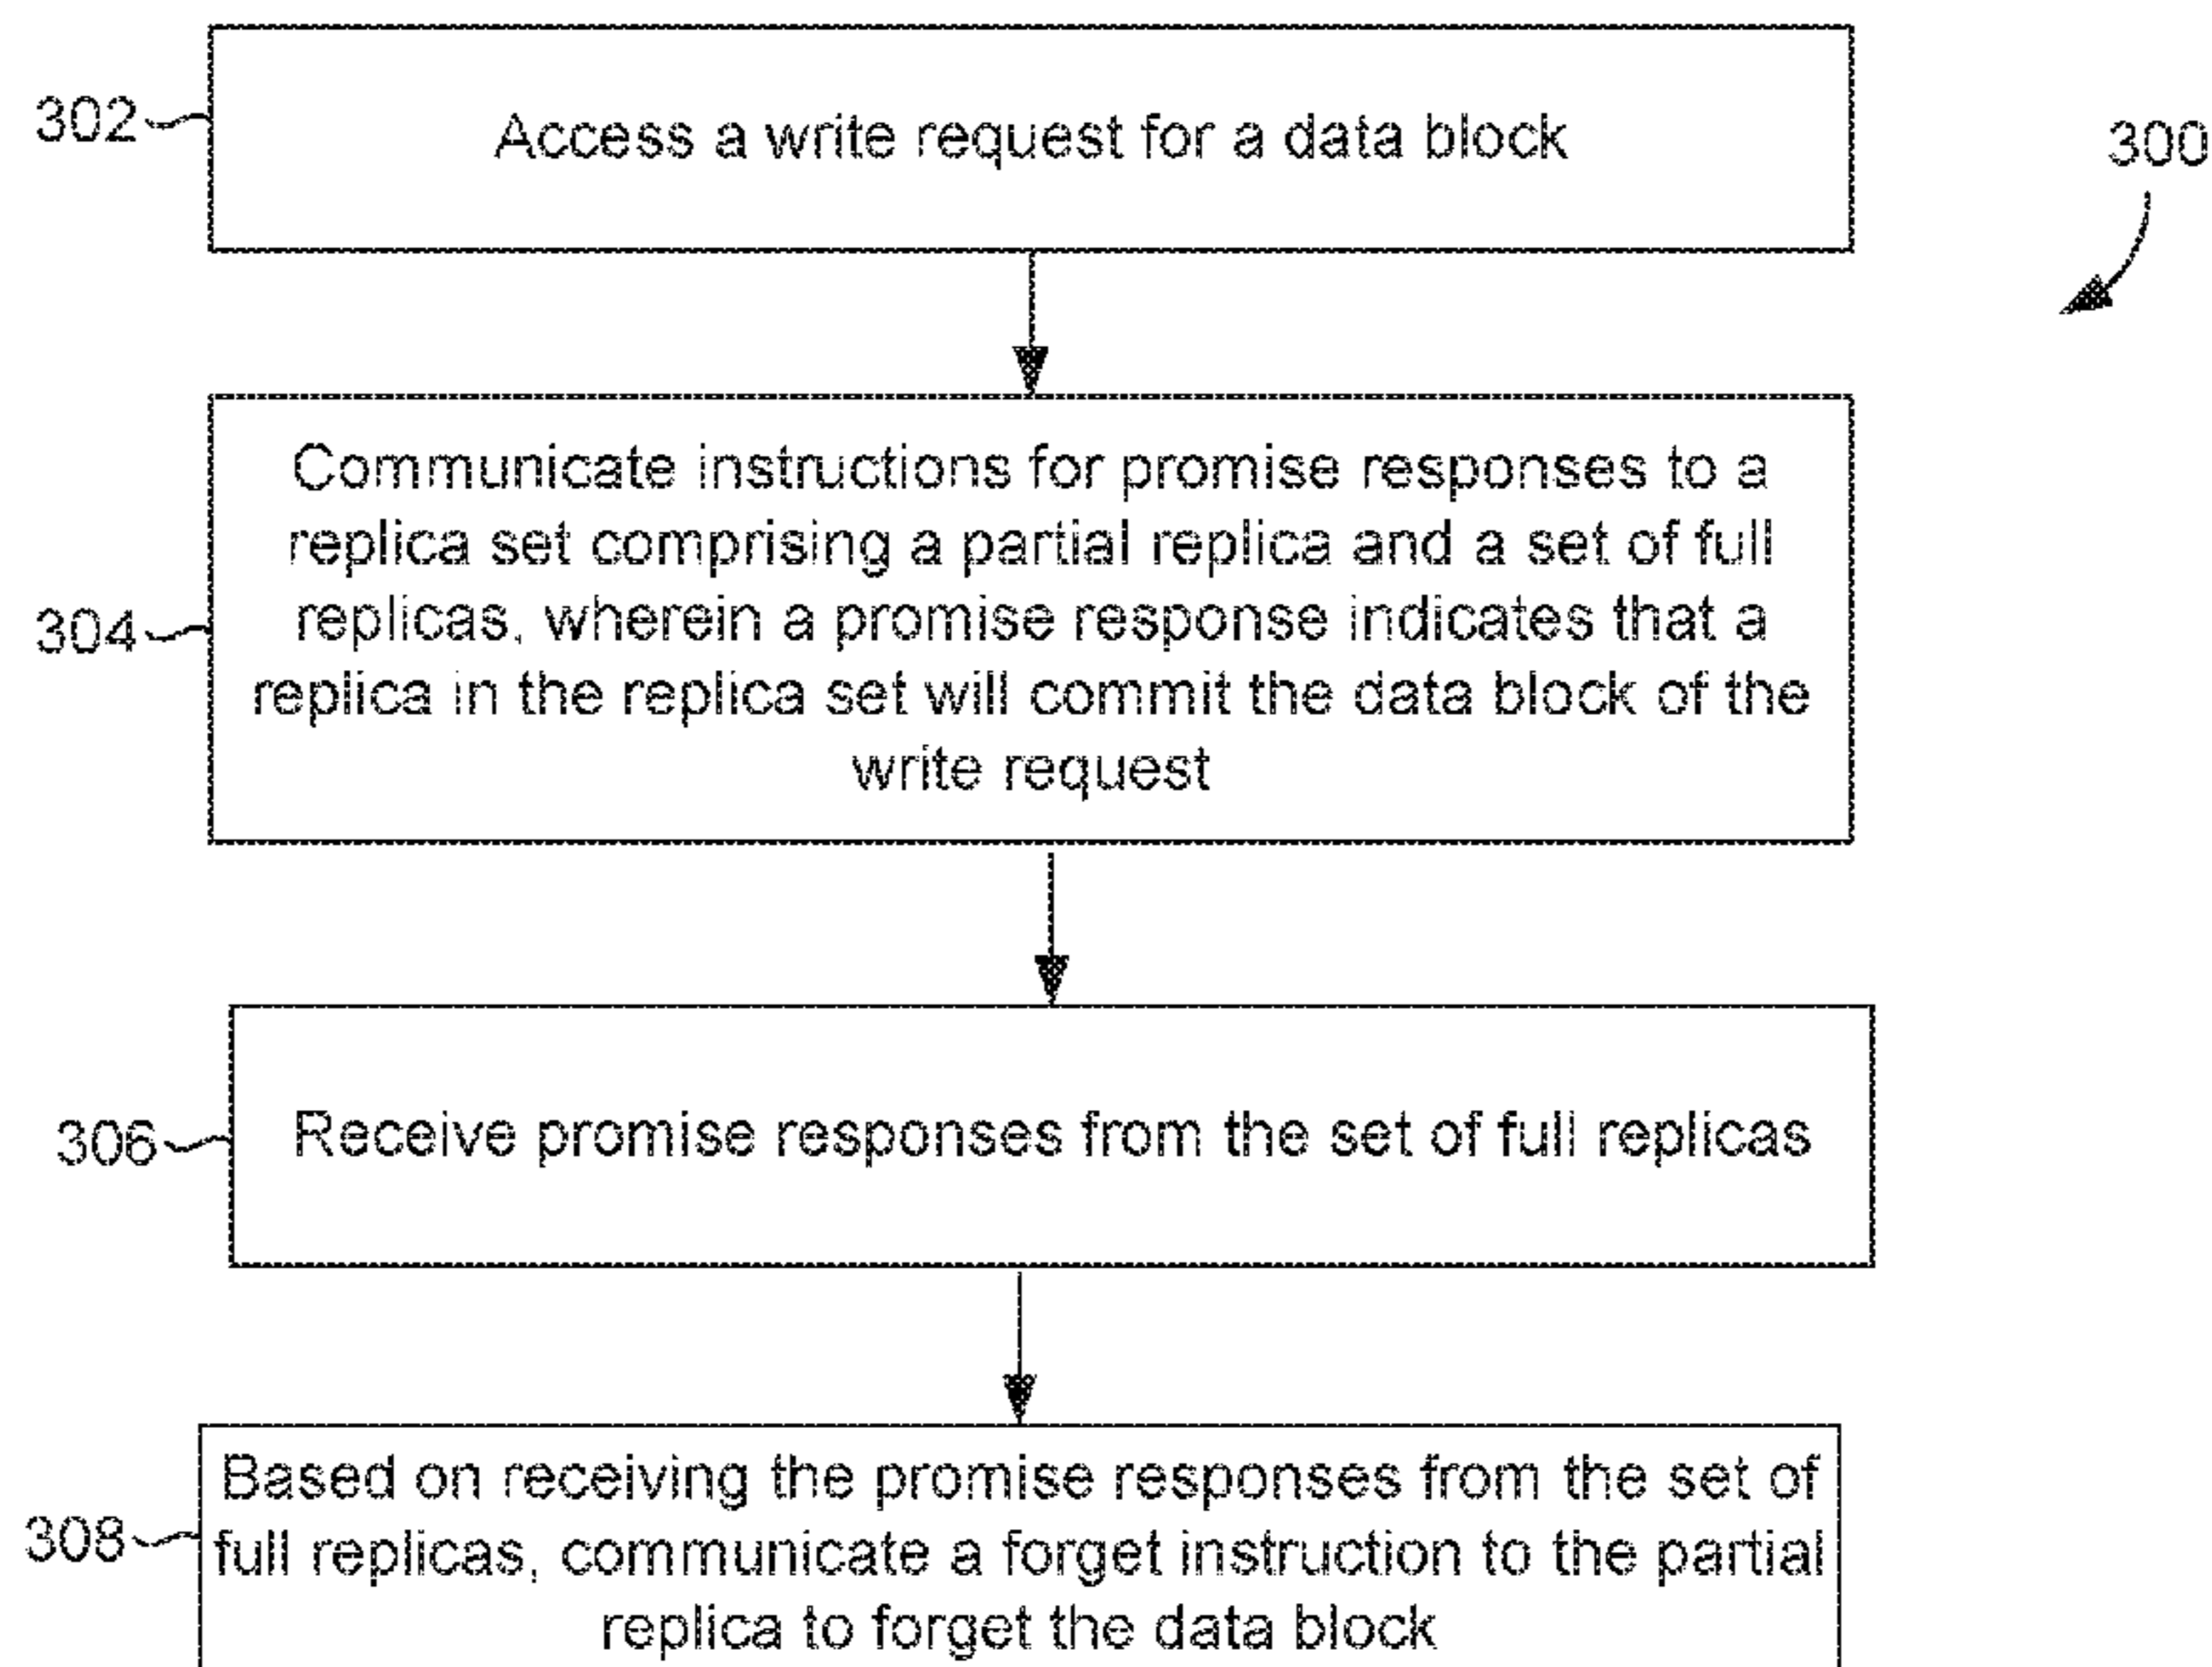 302
Access a write request for a data block
300
Communicate instructions for promise responses to a
replica set comprising a partial replica and a set of full
replicas, wherein a promise response indicates that a
304
replica in the replica set will commit the data block of the
write request
306
Receive promise responses from the set of full replicas
Based on receiving the promise responses from the set of
308
full replicas, communicate a forget instruction to the partial
replica to forget the data block